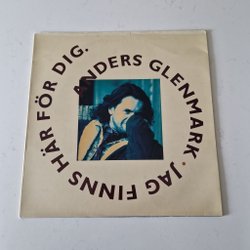 ANDERS GLENMARK · JAG FINNS HÄR FÖR DIG.